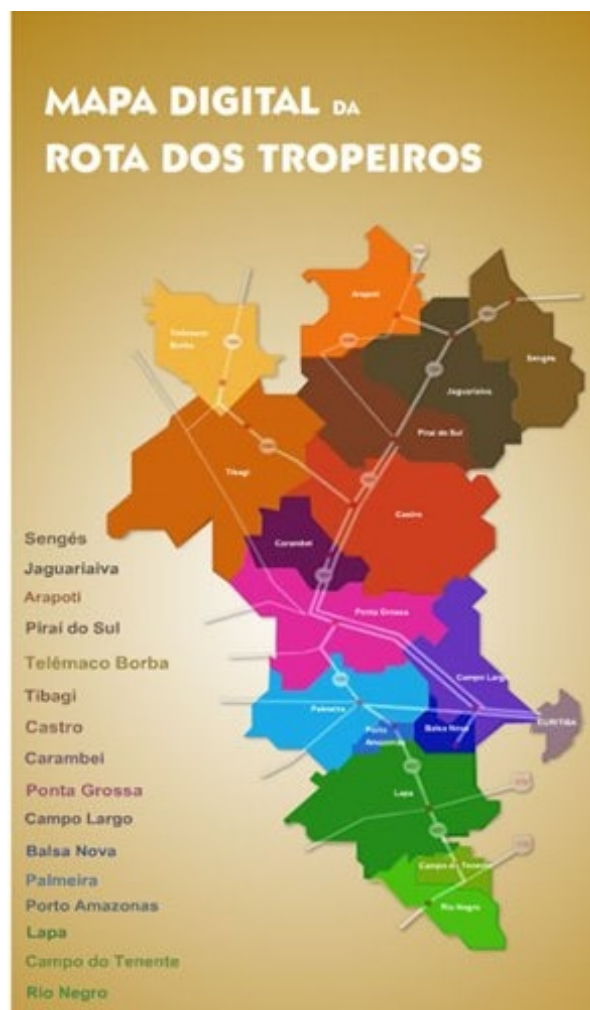 MAPA DIGITAL DA
ROTA DOS TROPEIROS
Arapoti
Telêmaco
Borba
Sengés
Jaguariaiva
Piraí do Sul
Tibagi
Castro
Carambeí
Ponta Grossa
Campo Largo
Palmeira
Porto
Amazonas
Balsa Nova
CURITIBA
Lapa
Campo do Tenente
Rio Negro
Sengés
Jaguariaiva
Arapoti
Piraí do Sul
Telêmaco Borba
Tibagi
Castro
Carambei
Ponta Grossa
Campo Largo
Balsa Nova
Palmeira
Porto Amazonas
Lapa
Campo do Tenente
Rio Negro